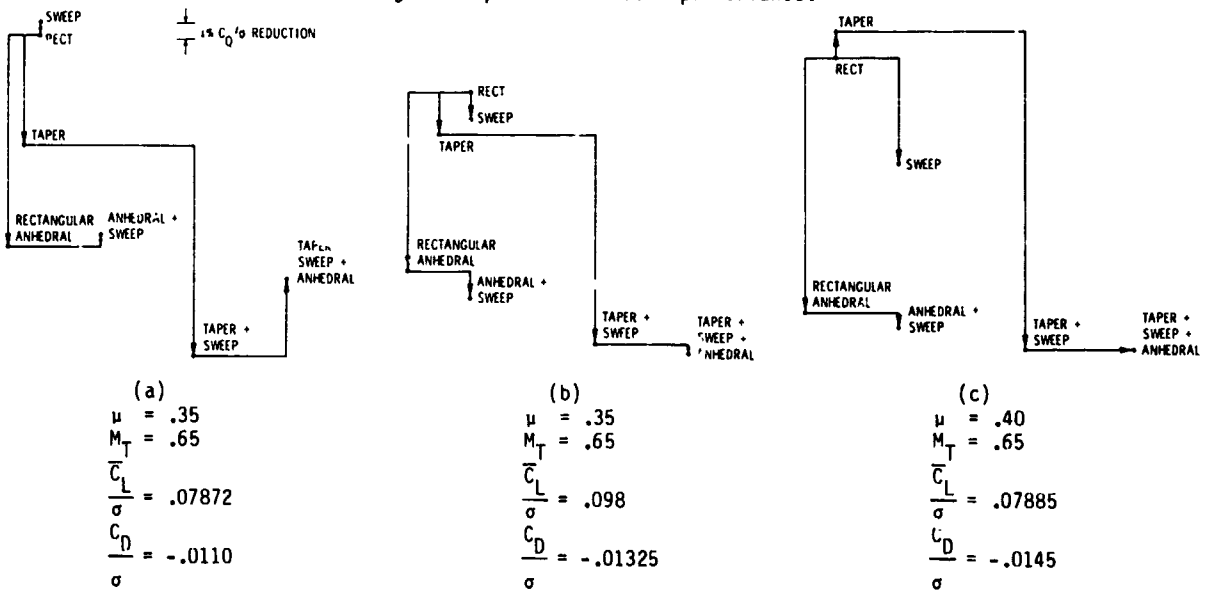 SWEEP
RECT
1% C_Q/σ REDUCTION
TAPER
RECTANGULAR
ANHEDRAL
ANHEDRAL +
SWEEP
TAPER +
SWEEP
SWEEP +
ANHEDRAL
(a)
μ = .35
M_T = .65
C̅_L
σ = .07872
C_D
σ = -.0110
RECT
SWEEP
TAPER
RECTANGULAR
ANHEDRAL
ANHEDRAL +
SWEEP
TAPER +
SWEEP
TAPER +
SWEEP +
ANHEDRAL
(b)
μ = .35
M_T = .65
C̅_L
σ = .098
C_D
σ = -.01325
TAPER
RECT
SWEEP
RECTANGULAR
ANHEDRAL
ANHEDRAL +
SWEEP
TAPER +
SWEEP
TAPER +
SWEEP +
ANHEDRAL
(c)
μ = .40
M_T = .65
C̅_L
σ = .07885
C_D
σ = -.0145